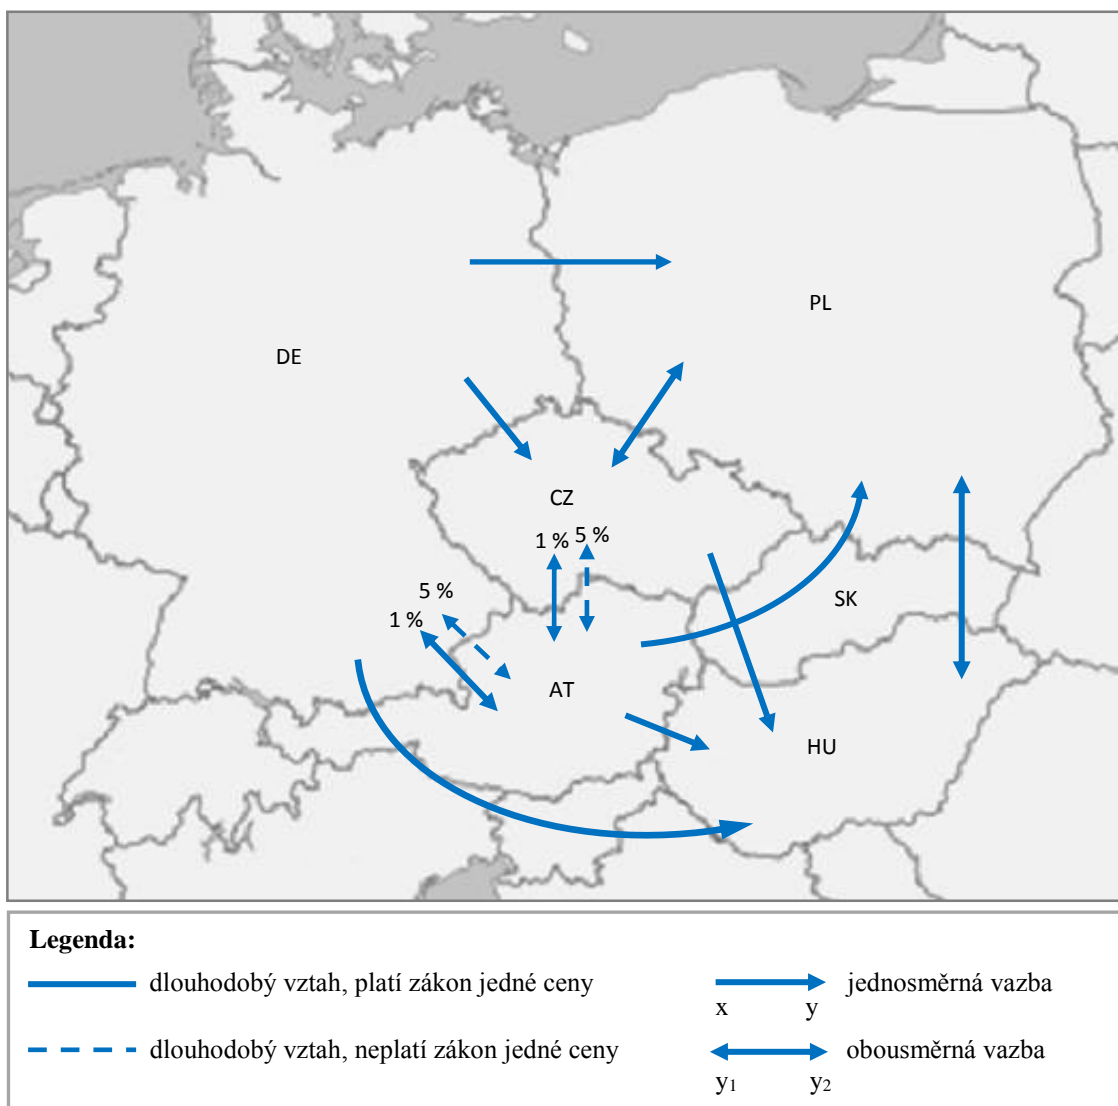 PL
DE
CZ
1 % 5 %
5 %
SK
1 %
AT
HU
Legenda:
dlouhodobý vztah, platí zákon jedné ceny
jednosměrná vazba
x y
dlouhodobý vztah, neplatí zákon jedné ceny
obousměrná vazba
y₁ y₂